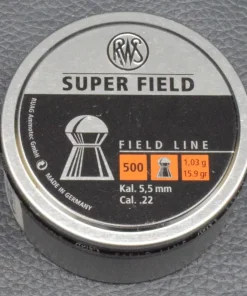 RWS
SUPER FIELD
FIELD LINE
500
1,03 g
15.9 gr
Kal. 5,5 mm
Cal. .22
RUAG Ammotec GmbH
MADE IN GERMANY